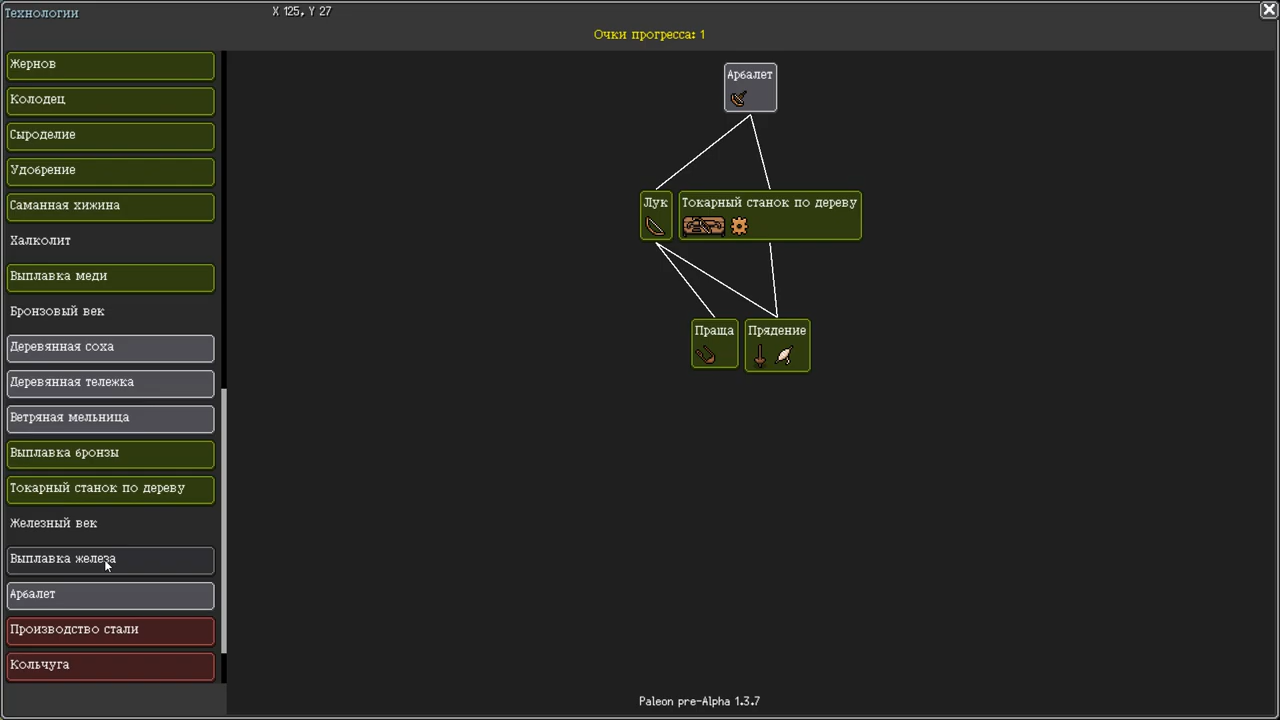 Технологии
X 125, Y 27
Очки прогресса: 1
Жернов
Колодец
Сыроделие
Удобрение
Саманная хижина
Халколит
Выплавка меди
Бронзовый век
Деревянная соха
Деревянная тележка
Ветряная мельница
Выплавка бронзы
Токарный станок по дереву
Железный век
Выплавка железа
Арбалет
Производство стали
Кольчуга
Арбалет
Лук
Токарный станок по дереву
Праща
Прядение
Paleon pre-Alpha 1.3.7